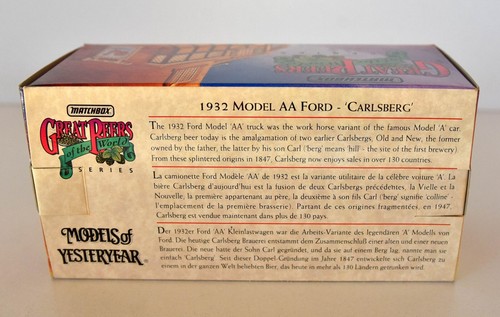 GREAT BEERS
MATCHBOX
GREAT BEERS
of the World
SERIES
MODELS of
YESTERYEAR
1932 MODEL AA FORD - 'CARLSBERG'
The 1932 Ford Model 'AA' truck was the work horse variant of the famous Model 'A' car.
Carlsberg beer today is the amalgamation of two earlier Carlsbergs, Old and New, the former
owned by the father, the latter by his son Carl ('berg' means 'hill' - the site of the first brewery)
From these splintered origins in 1847, Carlsberg now enjoys sales in over 130 countries.
La camionette Ford Modèle 'AA' de 1932 est la variante utilitaire de la célèbre voiture 'A'. La
bière Carlsberg d'aujourd'hui est la fusion de deux Carlsbergs précédentes, la Vieille et la
Nouvelle, la première appartenant au père, la deuxième à son fils Carl ('berg' signifie 'colline' -
l'emplacement de la première brasserie). Partant de ces origines fragmentées, en 1947,
Carlsberg est vendue maintenant dans plus de 130 pays.
Der 1932er Ford 'AA' Kleinlastwagen war die Arbeits-Variante des legendären 'A' Modells von
Ford. Die heutige Carlsberg Brauerei entstammt dem Zusammenschluß einer alten und einer neuen
Brauerei. Die neue hatte der Sohn Carl gegründet, und da sie auf einem Berg lag, nannte man sie
einfach 'Carlsberg'. Seit dieser Doppel-Gründung im Jahre 1847 entwickelte sich Carlsberg zu
einem in der ganzen Welt beliebten Bier, das heute in mehr als 130 Ländern getrunken wird.